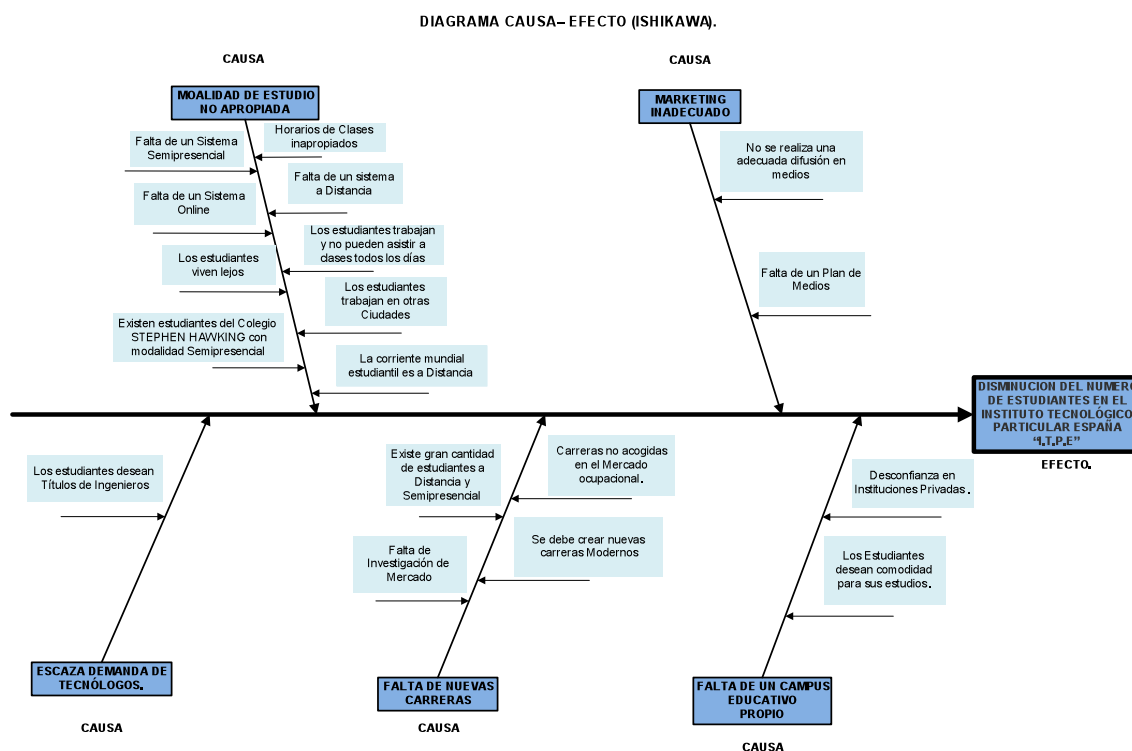 DIAGRAMA CAUSA– EFECTO (ISHIKAWA).
CAUSA
MOALIDAD DE ESTUDIO
NO APROPIADA
Horarios de Clases
inapropiados
Falta de un Sistema
Semipresencial
Falta de un sistema
a Distancia
Falta de un Sistema
Online
Los estudiantes trabajan
y no pueden asistir a
clases todos los días
Los estudiantes
viven lejos
Los estudiantes
trabajan en otras
Ciudades
Existen estudiantes del Colegio
STEPHEN HAWKING con
modalidad Semipresencial
La corriente mundial
estudiantil es a Distancia
CAUSA
MARKETING
INADECUADO
No se realiza una
adecuada difusión en
medios
Falta de un Plan de
Medios
DISMINUCION DEL NUMERO
DE ESTUDIANTES EN EL
INSTITUTO TECNOLÓGICO
PARTICULAR ESPAÑA
“I.T.P.E”
EFECTO.
Los estudiantes desean
Títulos de Ingenieros
ESCAZA DEMANDA DE
TECNÓLOGOS.
CAUSA
Existe gran cantidad
de estudiantes a
Distancia y
Semipresencial
Carreras no acogidas
en el Mercado
ocupacional.
Falta de
Investigación de
Mercado
Se debe crear nuevas
carreras Modernos
FALTA DE NUEVAS
CARRERAS
CAUSA
Desconfianza en
Instituciones Privadas.
Los Estudiantes
desean comodidad
para sus estudios.
FALTA DE UN CAMPUS
EDUCATIVO
PROPIO
CAUSA